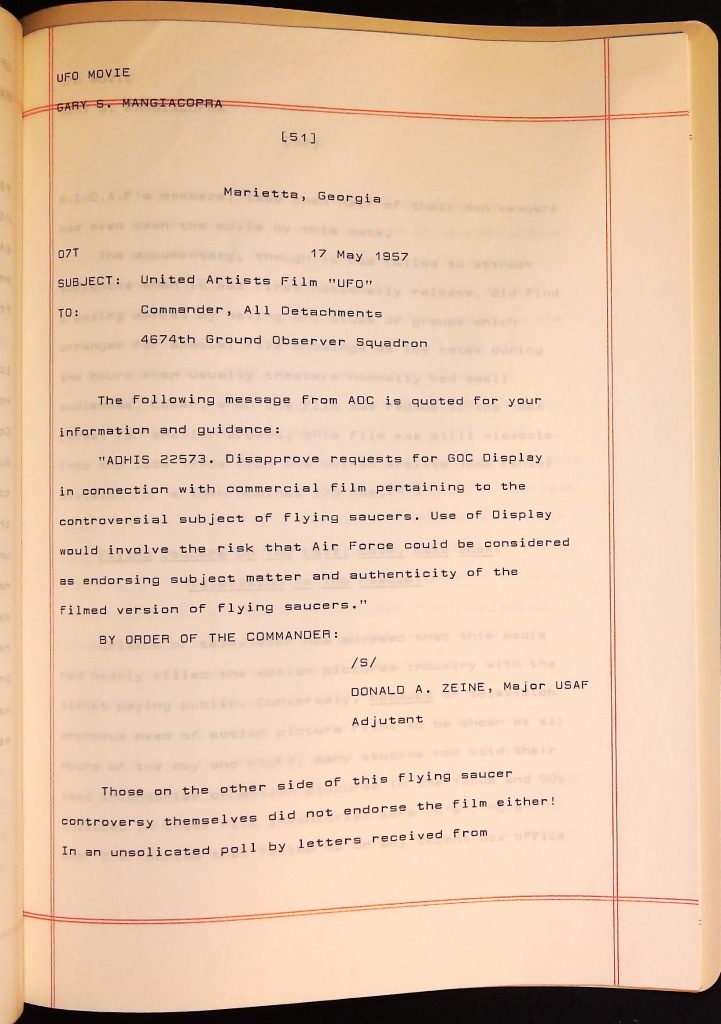 UFO MOVIE
GARY S. MANGIACOPRA
[51]
Marietta, Georgia
07T 17 May 1957
SUBJECT: United Artists Film "UFO"
TO: Commander, All Detachments
4674th Ground Observer Squadron
The following message from ADC is quoted for your
information and guidance:
"ADHIS 22573. Disapprove requests for GOC Display
in connection with commercial film pertaining to the
controversial subject of flying saucers. Use of Display
would involve the risk that Air Force could be considered
as endorsing subject matter and authenticity of the
filmed version of flying saucers."
BY ORDER OF THE COMMANDER:
/S/
DONALD A. ZEINE, Major USAF
Adjutant
Those on the other side of this flying saucer
controversy themselves did not endorse the film either!
In an unsolicated poll by letters received from